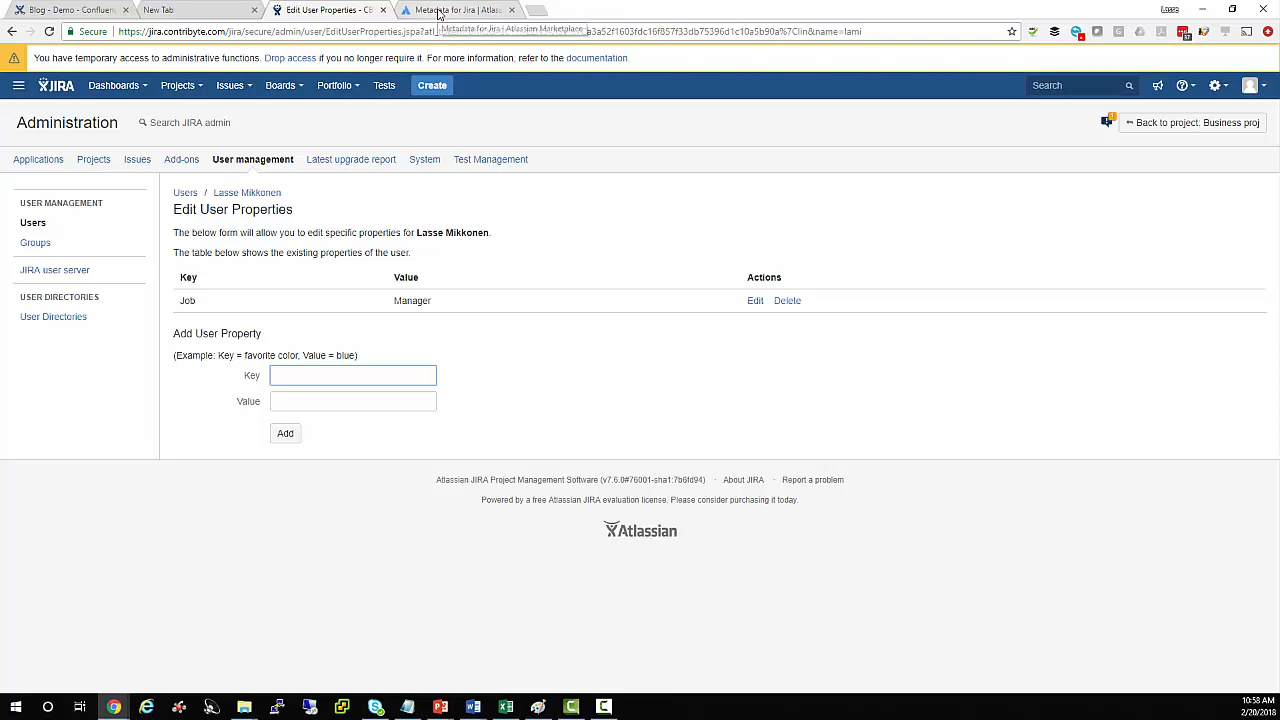 Blog - Demo - Confluen
New Tab
Edit User Properties - CB
Metadata for Jira | Atlas
Metadata for Jira | Atlassian Marketplace
Secure
https://jira.contribyte.com/jira/secure/admin/user/EditUserProperties.jspa?atl
a3a52f1603fdc16f857f33db75396d1c10a5b90a%7Clin&name=lami
You have temporary access to administrative functions. Drop access if you no longer require it. For more information, refer to the documentation.
JIRA Dashboards Projects Issues Boards Portfolio Tests Create Search
Administration Search JIRA admin Back to project: Business proj
Applications Projects Issues Add-ons User management Latest upgrade report System Test Management
USER MANAGEMENT
Users
Groups
JIRA user server
USER DIRECTORIES
User Directories
Users / Lasse Mikkonen
Edit User Properties
The below form will allow you to edit specific properties for Lasse Mikkonen.
The table below shows the existing properties of the user.
Key Value Actions
Job Manager Edit Delete
Add User Property
(Example: Key = favorite color, Value = blue)
Key
Value
Add
Atlassian JIRA Project Management Software (v7.6.0#76001-sha1:7b6fd94) · About JIRA · Report a problem
Powered by a free Atlassian JIRA evaluation license. Please consider purchasing it today.
Atlassian
10:58 AM
2/20/2018